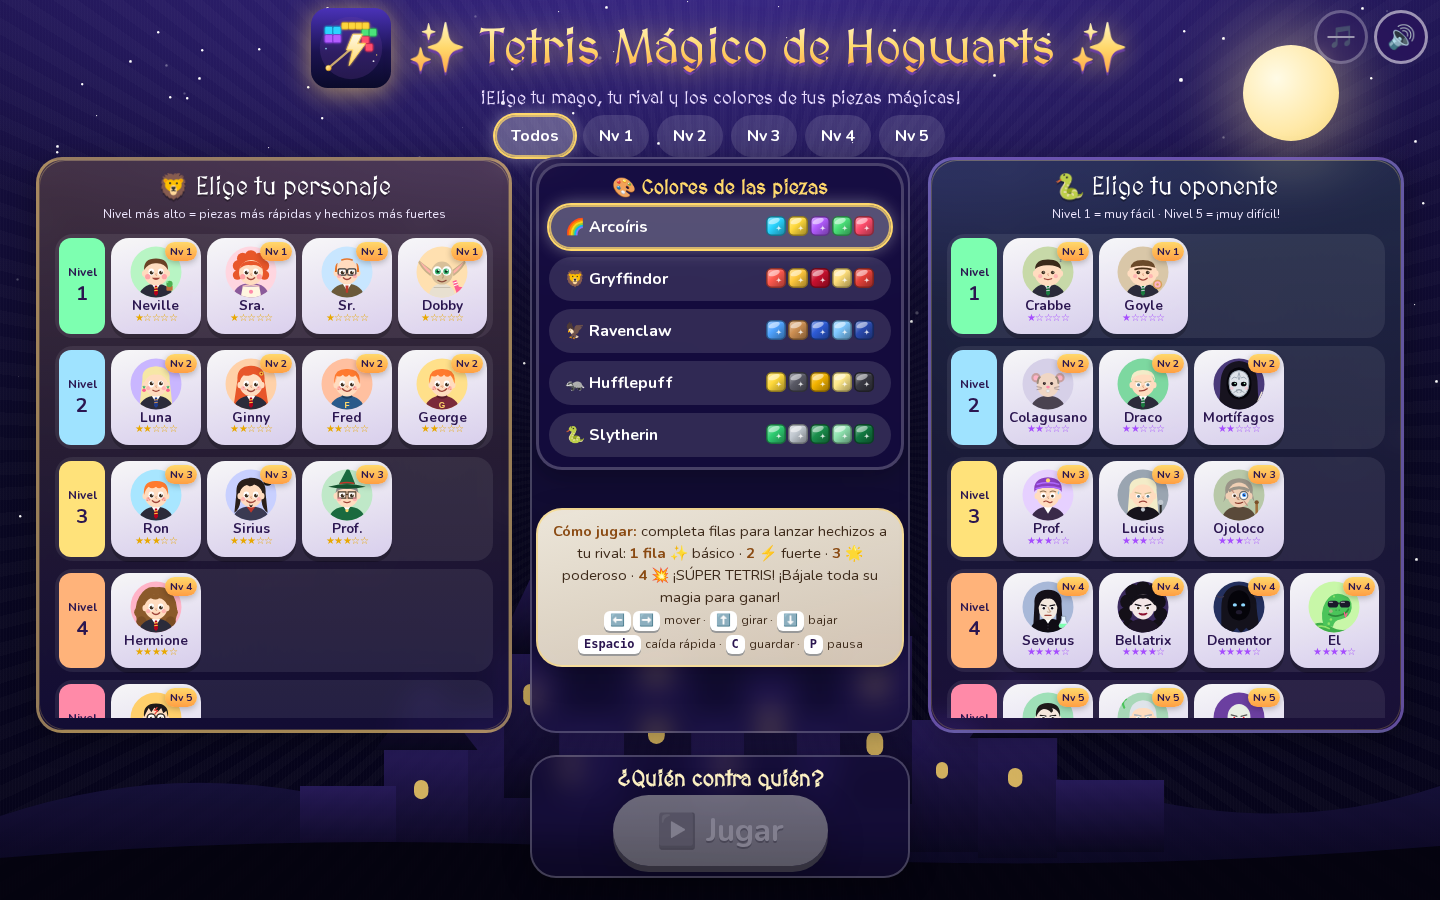 ✨ Tetris Mágico de Hogwarts ✨
¡Elige tu mago, tu rival y los colores de tus piezas mágicas!
Todos Nv 1 Nv 2 Nv 3 Nv 4 Nv 5
🦁 Elige tu personaje
Nivel más alto = piezas más rápidas y hechizos más fuertes
Nivel 1
Nv 1 Neville ★☆☆☆☆
Nv 1 Sra. ★☆☆☆☆
Nv 1 Sr. ★☆☆☆☆
Nv 1 Dobby ★☆☆☆☆
Nivel 2
Nv 2 Luna ★★☆☆☆
Nv 2 Ginny ★★☆☆☆
Nv 2 F Fred ★★☆☆☆
Nv 2 G George ★★☆☆☆
Nivel 3
Nv 3 Ron ★★★☆☆
Nv 3 Sirius ★★★☆☆
Nv 3 Prof. ★★★☆☆
Nivel 4
Nv 4 Hermione ★★★★☆
Nivel
Nv 5
🎨 Colores de las piezas
🌈 Arcoíris
🦁 Gryffindor
🦅 Ravenclaw
🦡 Hufflepuff
🐍 Slytherin
Cómo jugar: completa filas para lanzar hechizos a
tu rival: 1 fila ✨ básico · 2 ⚡ fuerte · 3 🌟
poderoso · 4 💥 ¡SÚPER TETRIS! ¡Bájale toda su
magia para ganar!
⬅️ ➡️ mover · ⬆️ girar · ⬇️ bajar
Espacio caída rápida · C guardar · P pausa
¿Quién contra quién?
▶️ Jugar
🐍 Elige tu oponente
Nivel 1 = muy fácil · Nivel 5 = ¡muy difícil!
Nivel 1
Nv 1 Crabbe ★☆☆☆☆
Nv 1 Goyle ★☆☆☆☆
Nivel 2
Nv 2 Colagusano ★★☆☆☆
Nv 2 Draco ★★☆☆☆
Nv 2 Mortífagos ★★☆☆☆
Nivel 3
Nv 3 Prof. ★★★☆☆
Nv 3 Lucius ★★★☆☆
Nv 3 Ojoloco ★★★☆☆
Nivel 4
Nv 4 Severus ★★★★☆
Nv 4 Bellatrix ★★★★☆
Nv 4 Dementor ★★★★☆
Nv 4 El ★★★★☆
Nivel
Nv 5
Nv 5
Nv 5